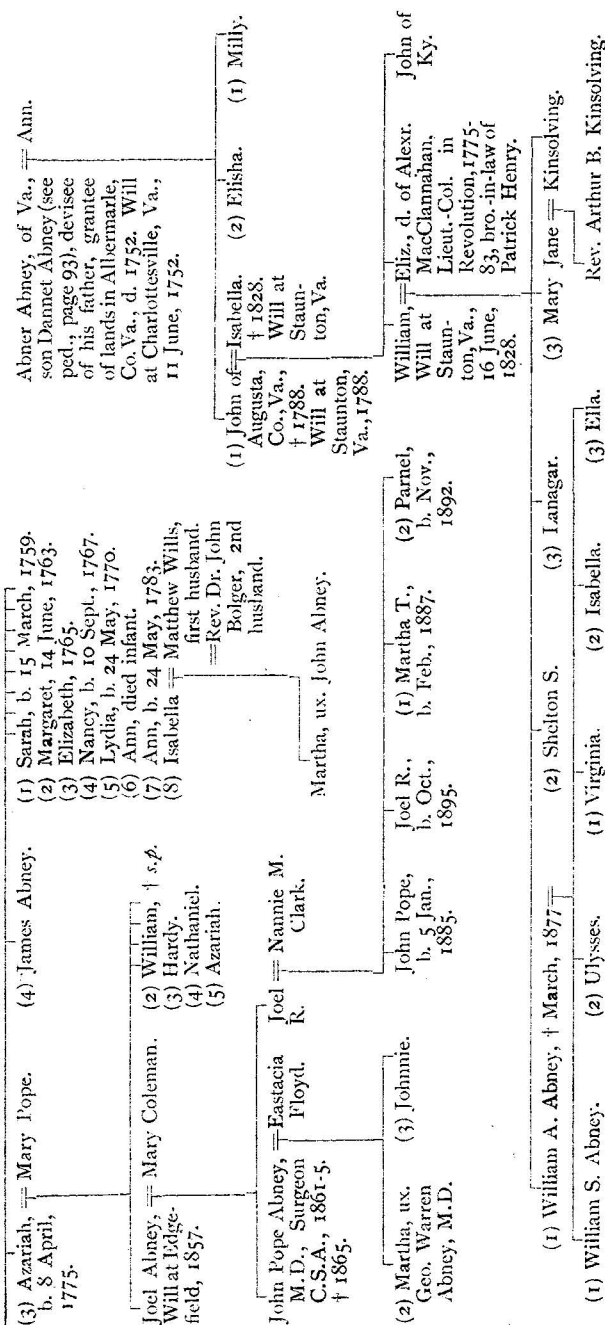 (3) Azariah, = Mary Pope.
b. 8 April,
1775.
(4) James Abney.
(1) Sarah, b. 15 March, 1759.
(2) Margaret, 14 June, 1763.
(3) Elizabeth, 1765.
(4) Nancy, b. 10 Sept., 1767.
(5) Lydia, b. 24 May, 1770.
(6) Ann, died infant.
(7) Ann, b. 24 May, 1783.
(8) Isabella = Matthew Wills,
first husband.
= Rev. Dr. John
Bolger, 2nd
husband.
Martha, ux. John Abney.
Abner Abney, of Va., = Ann.
son Dannet Abney (see
ped., page 93), devisee
of his father, grantee
of lands in Albermarle,
Co. Va., d. 1752. Will
at Charlottesville, Va.,
11 June, 1752.
Joel Abney, = Mary Coleman.
Will at Edge-
field, 1857.
(2) William, † s.p.
(3) Hardy.
(4) Nathaniel.
(5) Azariah.
(1) John of = Isabella.
Augusta,
Co., Va.,
† 1788.
Will at
Staunton,
Va., 1788.
† 1828.
Will at
Staun-
ton, Va.
(2) Elisha.
(1) Milly.
John Pope Abney, = Eastacia
M.D., Surgeon
C.S.A., 1861-5.
† 1865.
Floyd.
Joel = Nannie M.
R.
Clark.
William, = Eliz., d. of Alexr.
Will at
Staun-
ton, Va.,
16 June,
1828.
MacClannahan,
Lieut.-Col. in
Revolution, 1775-
83, bro.-in-law of
Patrick Henry.
John of
Ky.
(2) Martha, ux.
Geo. Warren
Abney, M.D.
(3) Johnnie.
John Pope,
b. 5 Jan.,
1885.
Joel R.,
b. Oct.,
1895.
(1) Martha T.,
b. Feb., 1887.
(2) Parnel,
b. Nov.,
1892.
(1) William A. Abney, † March, 1877 =
(2) Shelton S.
(3) Lanagar.
(3) Mary Jane = Kinsolving.
Rev. Arthur B. Kinsolving.
(1) William S. Abney.
(2) Ulysses.
(1) Virginia.
(2) Isabella.
(3) Ella.